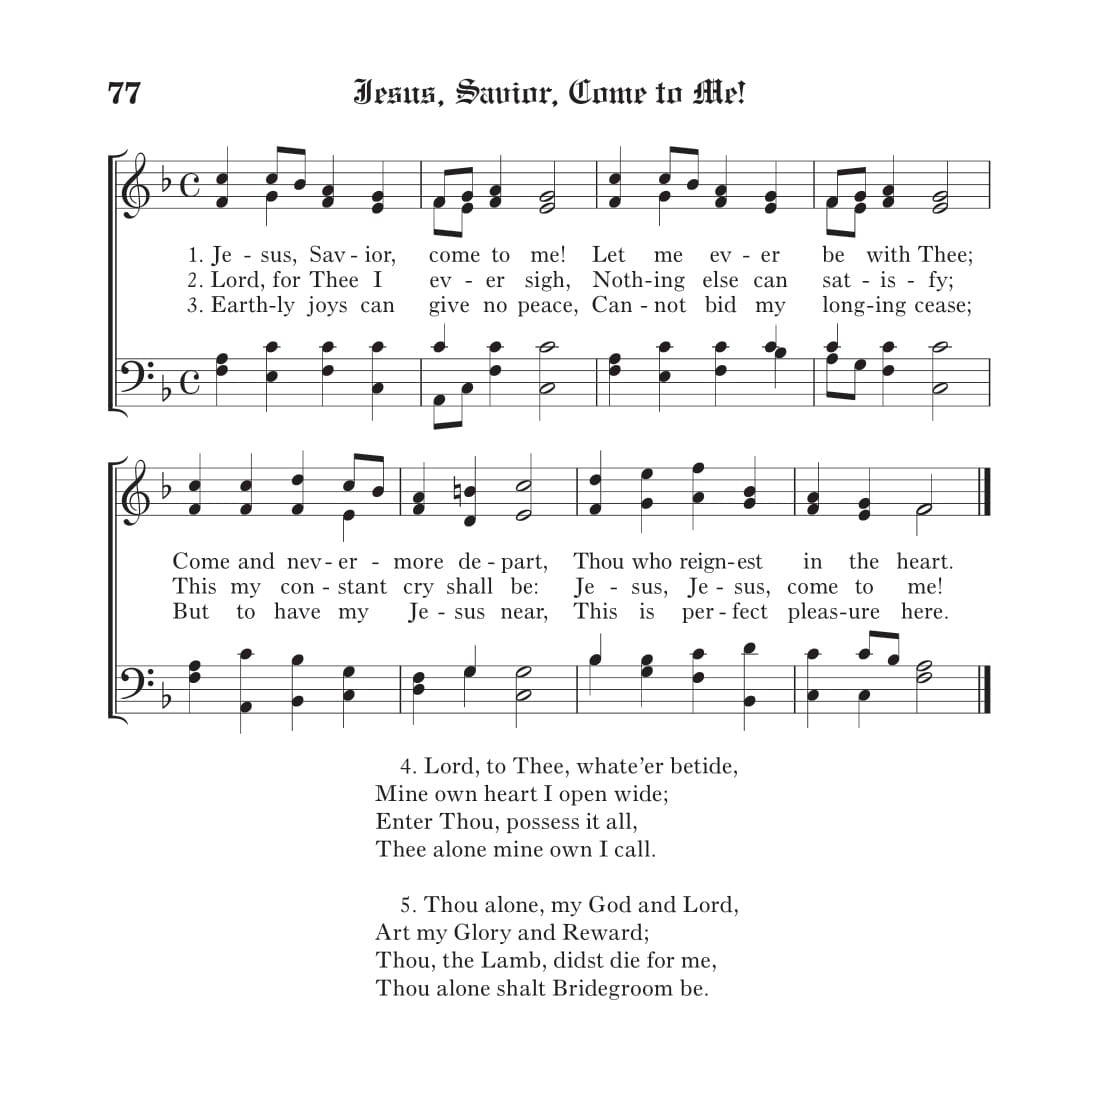 77 Jesus, Savior, Come to Me!
1. Je - sus, Sav - ior, come to me! Let me ev - er be with Thee;
2. Lord, for Thee I ev - er sigh, Noth-ing else can sat - is - fy;
3. Earth-ly joys can give no peace, Can - not bid my long-ing cease;
Come and nev - er - more de - part, Thou who reign-est in the heart.
This my con - stant cry shall be: Je - sus, Je - sus, come to me!
But to have my Je - sus near, This is per - fect pleas-ure here.
4. Lord, to Thee, whate’er betide,
Mine own heart I open wide;
Enter Thou, possess it all,
Thee alone mine own I call.
5. Thou alone, my God and Lord,
Art my Glory and Reward;
Thou, the Lamb, didst die for me,
Thou alone shalt Bridegroom be.